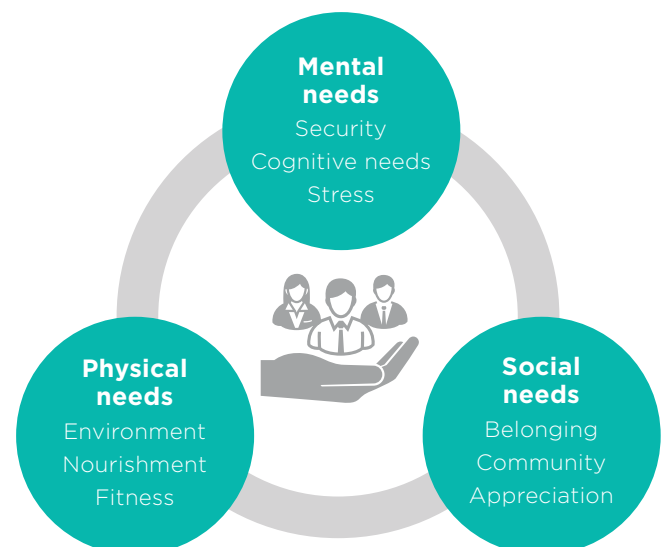 Mental
needs
Security
Cognitive needs
Stress
Physical
needs
Environment
Nourishment
Fitness
Social
needs
Belonging
Community
Appreciation